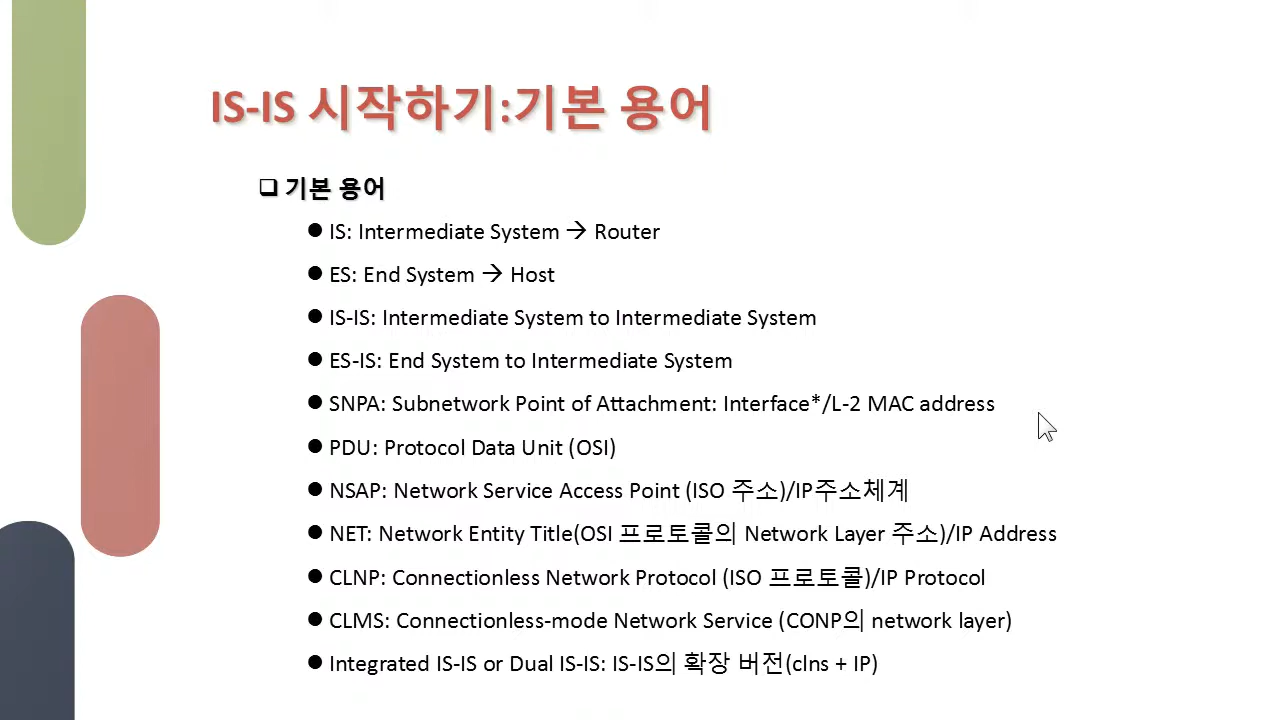 IS-IS 시작하기:기본 용어
❑ 기본 용어
● IS: Intermediate System → Router
● ES: End System → Host
● IS-IS: Intermediate System to Intermediate System
● ES-IS: End System to Intermediate System
● SNPA: Subnetwork Point of Attachment: Interface*/L-2 MAC address
● PDU: Protocol Data Unit (OSI)
● NSAP: Network Service Access Point (ISO 주소)/IP주소체계
● NET: Network Entity Title(OSI 프로토콜의 Network Layer 주소)/IP Address
● CLNP: Connectionless Network Protocol (ISO 프로토콜)/IP Protocol
● CLMS: Connectionless-mode Network Service (CONP의 network layer)
● Integrated IS-IS or Dual IS-IS: IS-IS의 확장 버전(clns + IP)